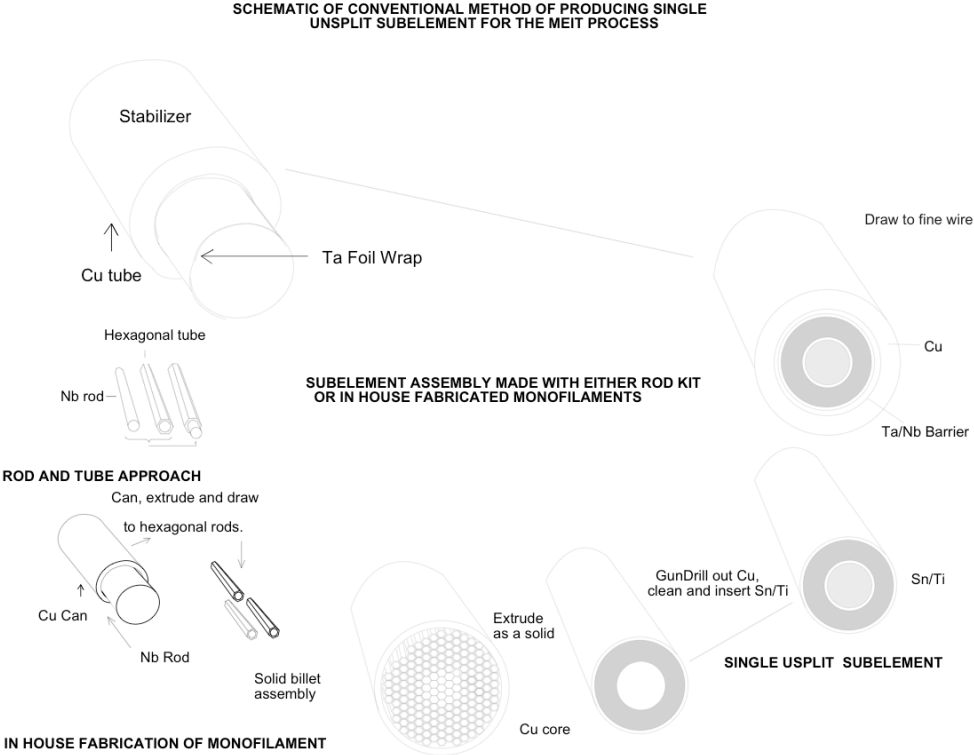 SCHEMATIC OF CONVENTIONAL METHOD OF PRODUCING SINGLE
UNSPLIT SUBELEMENT FOR THE MEIT PROCESS
Stabilizer
Draw to fine wire
Ta Foil Wrap
Cu tube
Hexagonal tube
Cu
Nb rod
SUBELEMENT ASSEMBLY MADE WITH EITHER ROD KIT
OR IN HOUSE FABRICATED MONOFILAMENTS
Ta/Nb Barrier
ROD AND TUBE APPROACH
Can, extrude and draw
to hexagonal rods.
GunDrill out Cu,
clean and insert Sn/Ti
Sn/Ti
Cu Can
Extrude
as a solid
Nb Rod
SINGLE USPLIT SUBELEMENT
Solid billet
assembly
Cu core
IN HOUSE FABRICATION OF MONOFILAMENT